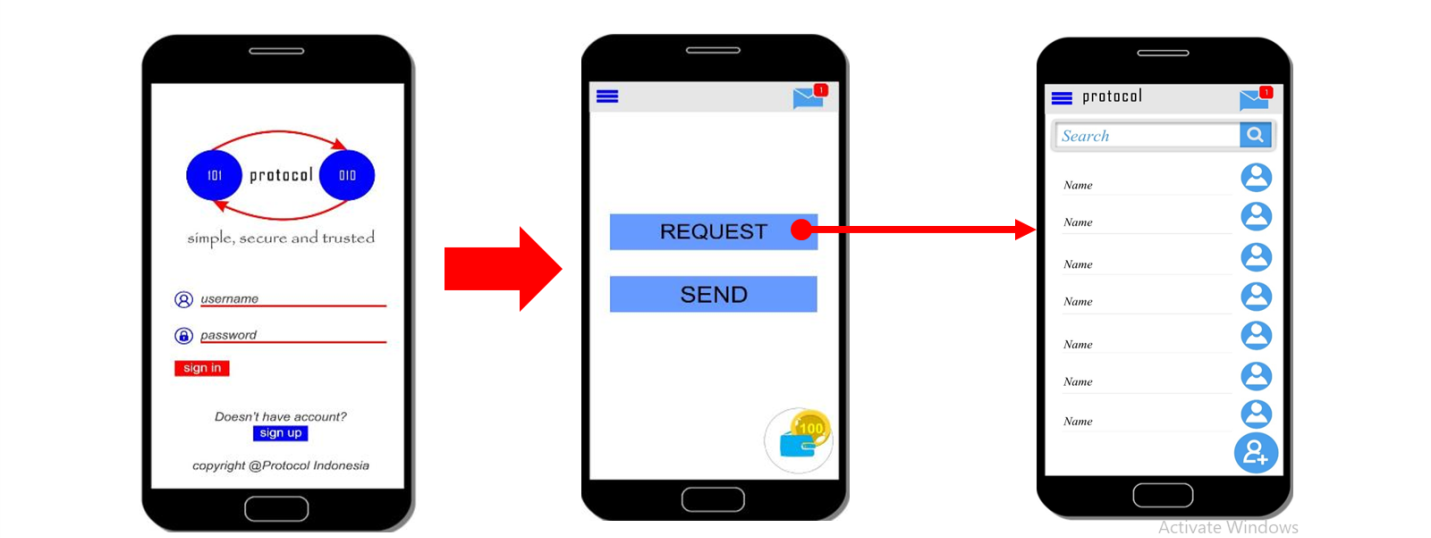 101 protocol 010
simple, secure and trusted
username
password
sign in
Doesn't have account?
sign up
copyright @Protocol Indonesia
1
REQUEST
SEND
100
protocol
1
Search
Name
Name
Name
Name
Name
Name
Name
Activate Windows